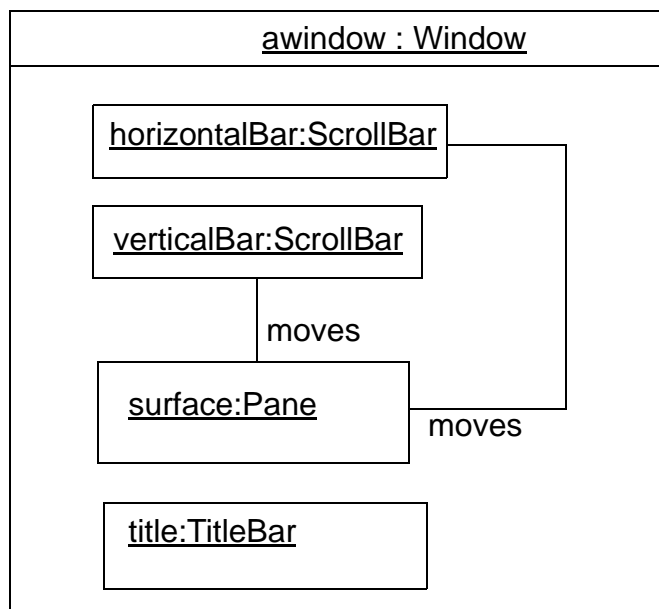 awindow : Window
horizontalBar:ScrollBar
verticalBar:ScrollBar
moves
surface:Pane
moves
title:TitleBar